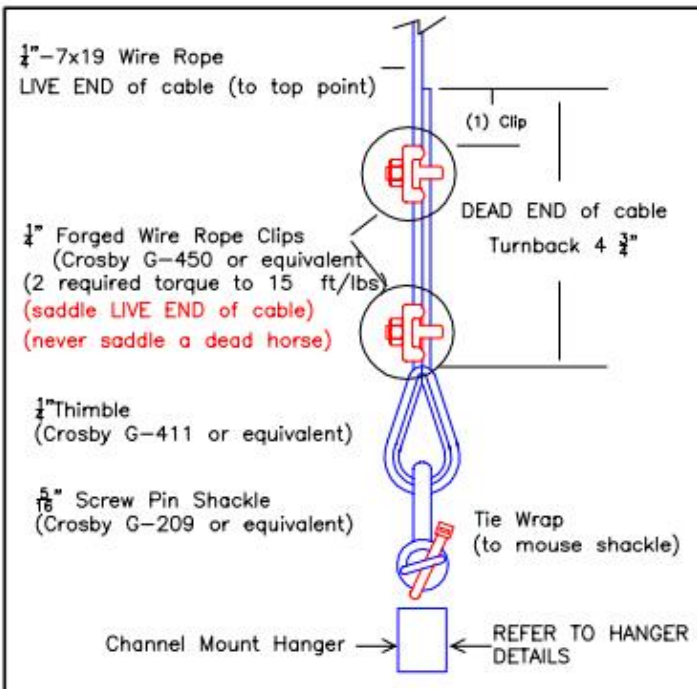 ¼"-7x19 Wire Rope
LIVE END of cable (to top point)
(1) Clip
DEAD END of cable
Turnback 4 ¾"
¼" Forged Wire Rope Clips
(Crosby G-450 or equivalent
(2 required torque to 15 ft/lbs)
(saddle LIVE END of cable)
(never saddle a dead horse)
¼"Thimble
(Crosby G-411 or equivalent)
5/16" Screw Pin Shackle
(Crosby G-209 or equivalent)
Tie Wrap
(to mouse shackle)
Channel Mount Hanger
REFER TO HANGER
DETAILS